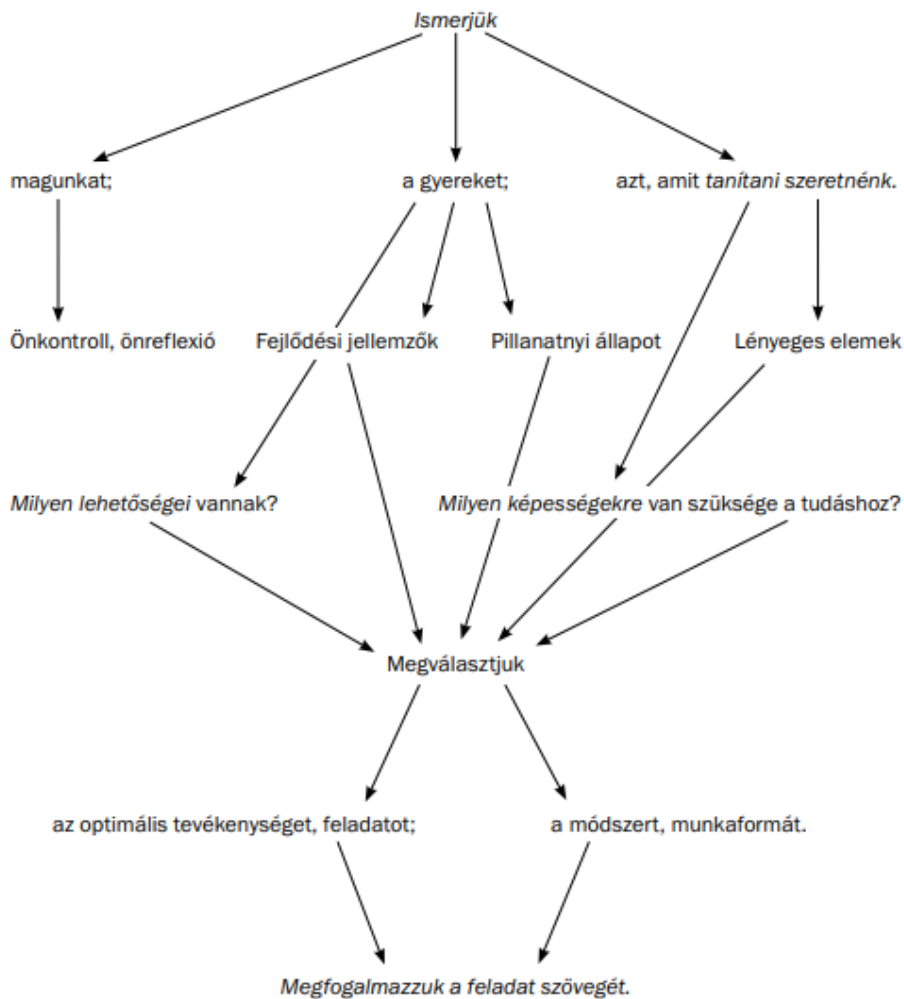 Ismerjük
magunkat;
a gyereket;
azt, amit tanítani szeretnénk.
Önkontroll, önreflexió
Fejlődési jellemzők
Pillanatnyi állapot
Lényeges elemek
Milyen lehetőségei vannak?
Milyen képességekre van szüksége a tudáshoz?
Megválasztjuk
az optimális tevékenységet, feladatot;
a módszert, munkaformát.
Megfogalmazzuk a feladat szövegét.